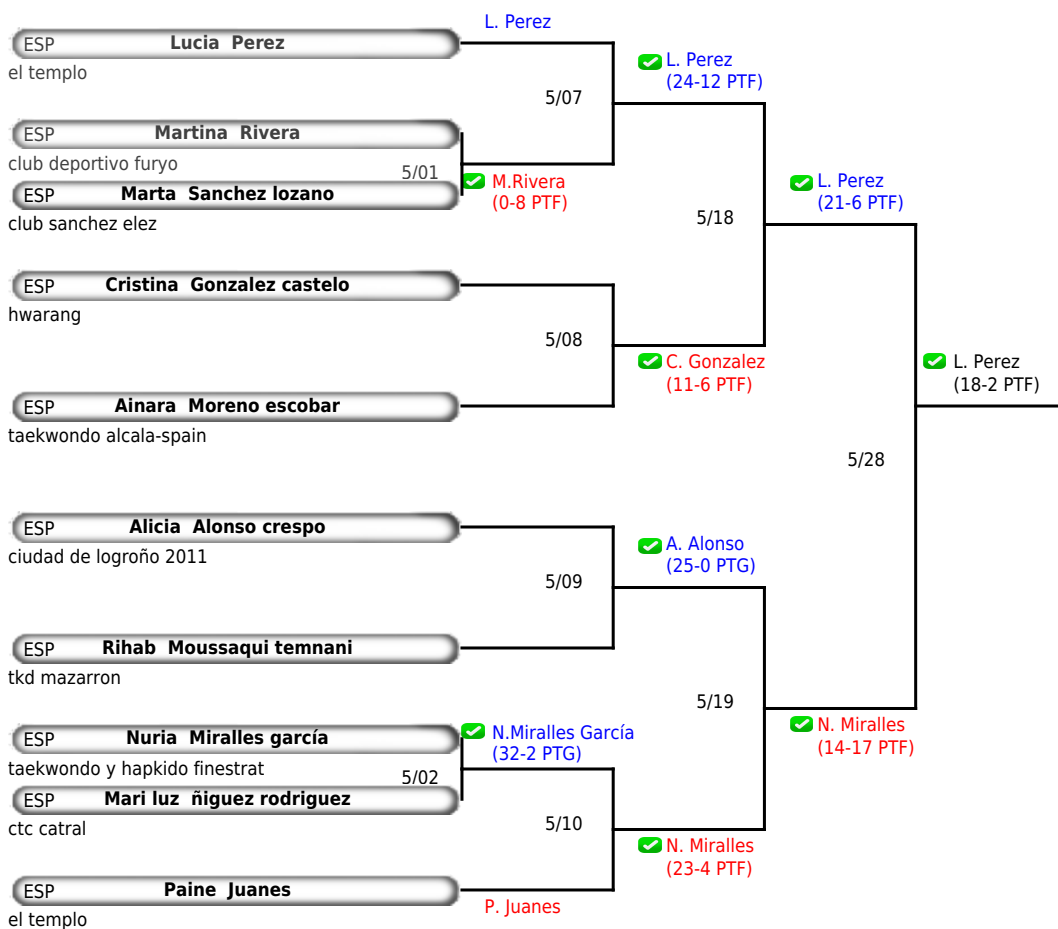 L. Perez
ESP Lucia Perez
el templo
L. Perez
(24-12 PTF)
5/07
ESP Martina Rivera
club deportivo furyo
5/01
M.Rivera
(0-8 PTF)
ESP Marta Sanchez lozano
club sanchez elez
L. Perez
(21-6 PTF)
5/18
ESP Cristina Gonzalez castelo
hwarang
5/08
C. Gonzalez
(11-6 PTF)
L. Perez
(18-2 PTF)
ESP Ainara Moreno escobar
taekwondo alcala-spain
5/28
ESP Alicia Alonso crespo
ciudad de logroño 2011
A. Alonso
(25-0 PTG)
5/09
ESP Rihab Moussaqui temnani
tkd mazarron
5/19
N. Miralles
(14-17 PTF)
ESP Nuria Miralles garcía
taekwondo y hapkido finestrat
N.Miralles García
(32-2 PTG)
5/02
ESP Mari luz ñiguez rodriguez
ctc catral
5/10
N. Miralles
(23-4 PTF)
ESP Paine Juanes
el templo
P. Juanes